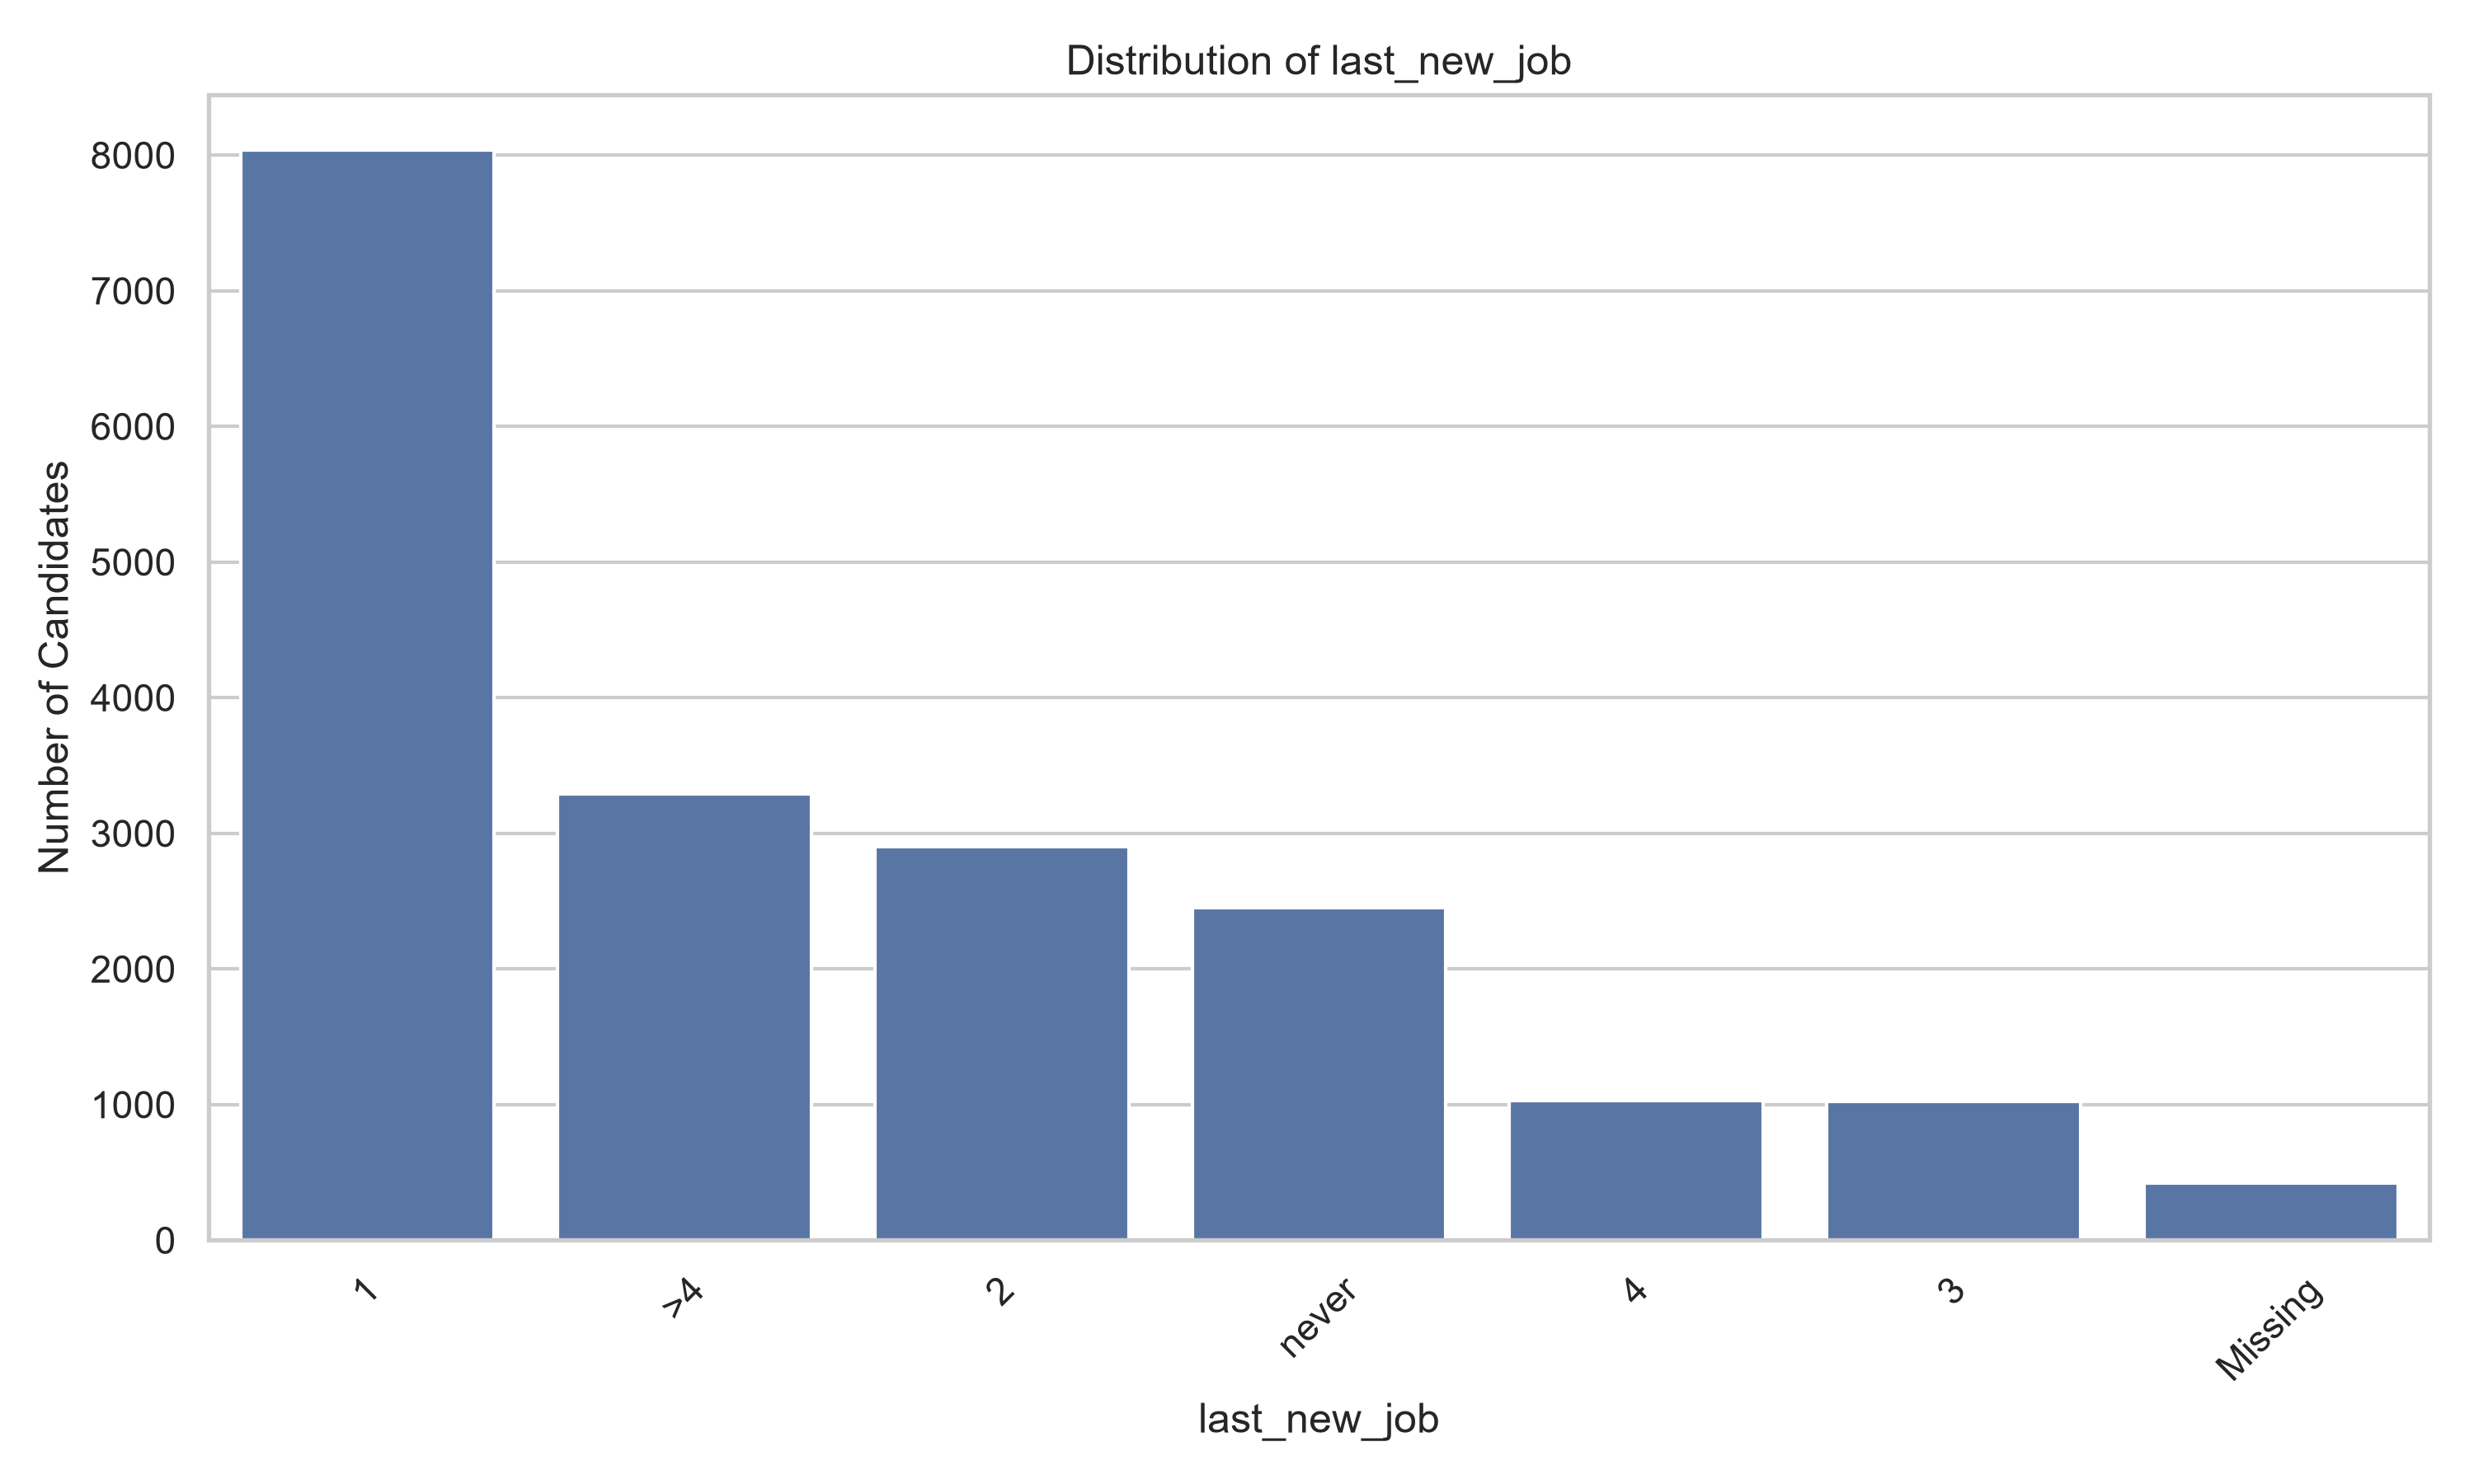 Distribution of last_new_job
8000
7000
6000
5000
4000
3000
2000
1000
0
Number of Candidates
1
>4
2
never
4
3
Missing
last_new_job